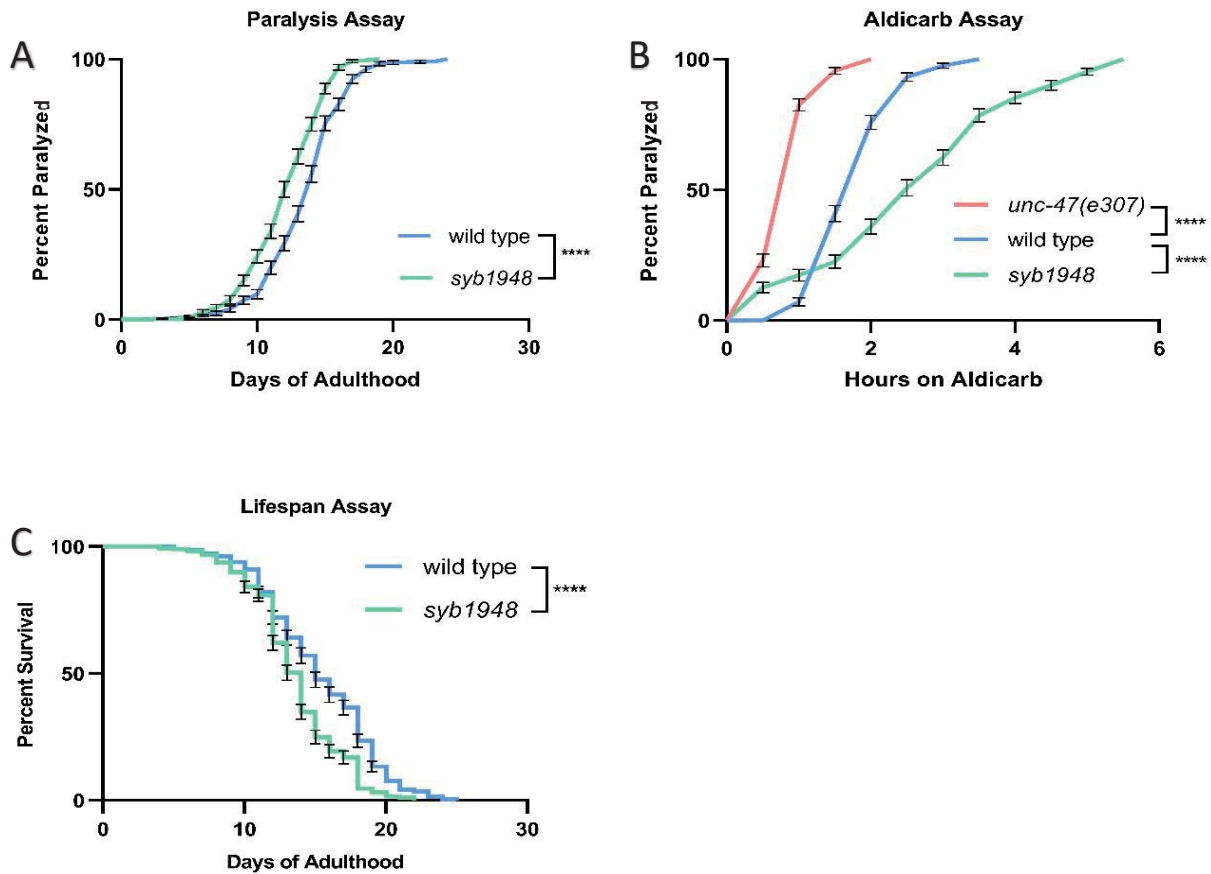 Paralysis Assay
A
100
50
0
Percent Paralyzed
wild type
syb1948
****
0
10
20
30
Days of Adulthood
Aldicarb Assay
B
100
50
0
Percent Paralyzed
unc-47(e307)
****
wild type
****
syb1948
0
2
4
6
Hours on Aldicarb
Lifespan Assay
C
100
50
0
Percent Survival
wild type
****
syb1948
0
10
20
30
Days of Adulthood